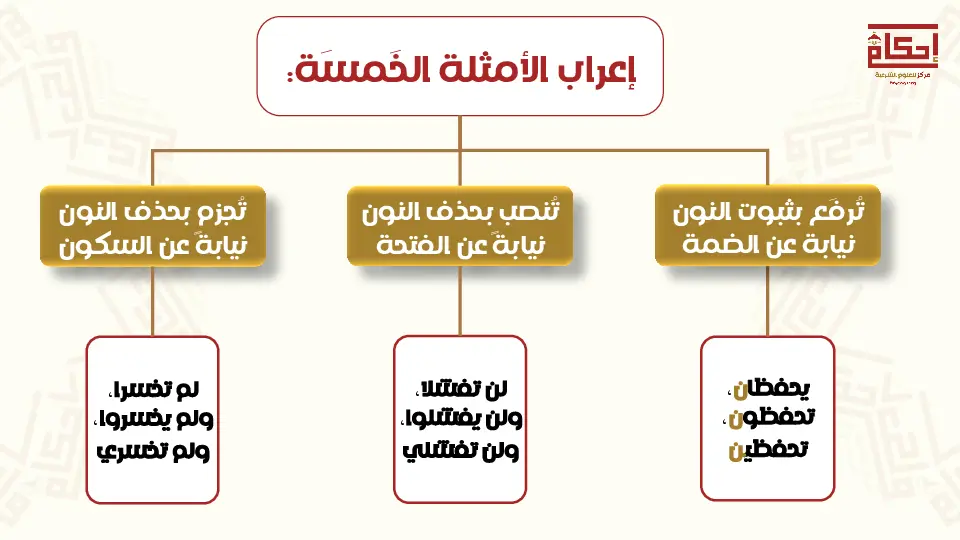 إعراب الأمثلة الخَمسَة:
إحكام
مركز للعلوم الشرعية
تُرفَع بثبوت النون
نيابة عن الضمة
تُنصب بحذف النون
نيابةً عن الفتحة
تُجزم بحذف النون
نيابةً عن السكون
يحفظان،
تحفظون،
تحفظين
لن تفشلا،
ولن يفشلوا،
ولن تفشلي
لم تخسرا،
ولم يخسروا،
ولم تخسري